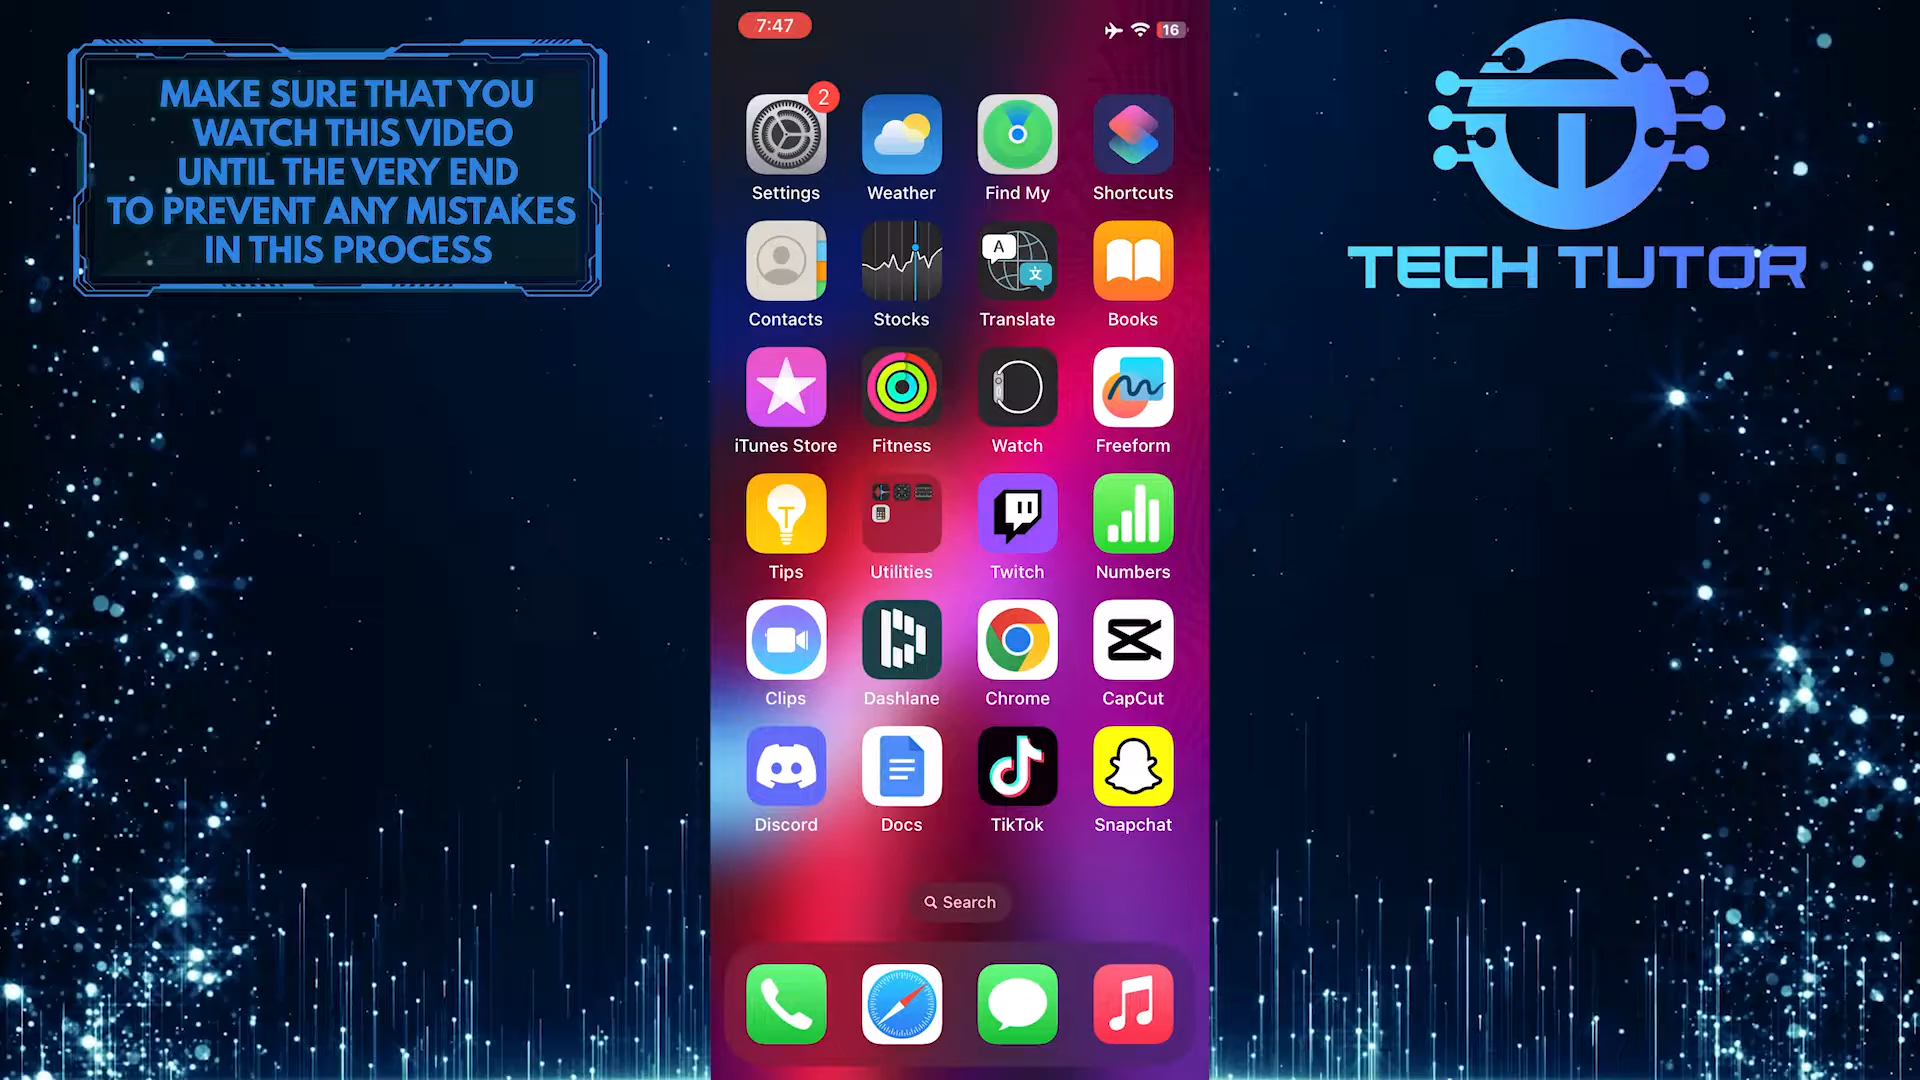 MAKE SURE THAT YOU
WATCH THIS VIDEO
UNTIL THE VERY END
TO PREVENT ANY MISTAKES
IN THIS PROCESS
7:47
16
2
Settings
Weather
Find My
Shortcuts
A
文
Contacts
Stocks
Translate
Books
iTunes Store
Fitness
Watch
Freeform
Tips
Utilities
Twitch
Numbers
Clips
Dashlane
Chrome
CapCut
Discord
Docs
TikTok
Snapchat
Search
TECH TUTOR